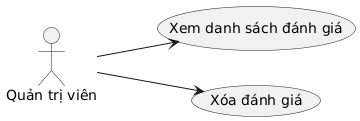 Xem danh sách đánh giá
Quản trị viên
Xóa đánh giá